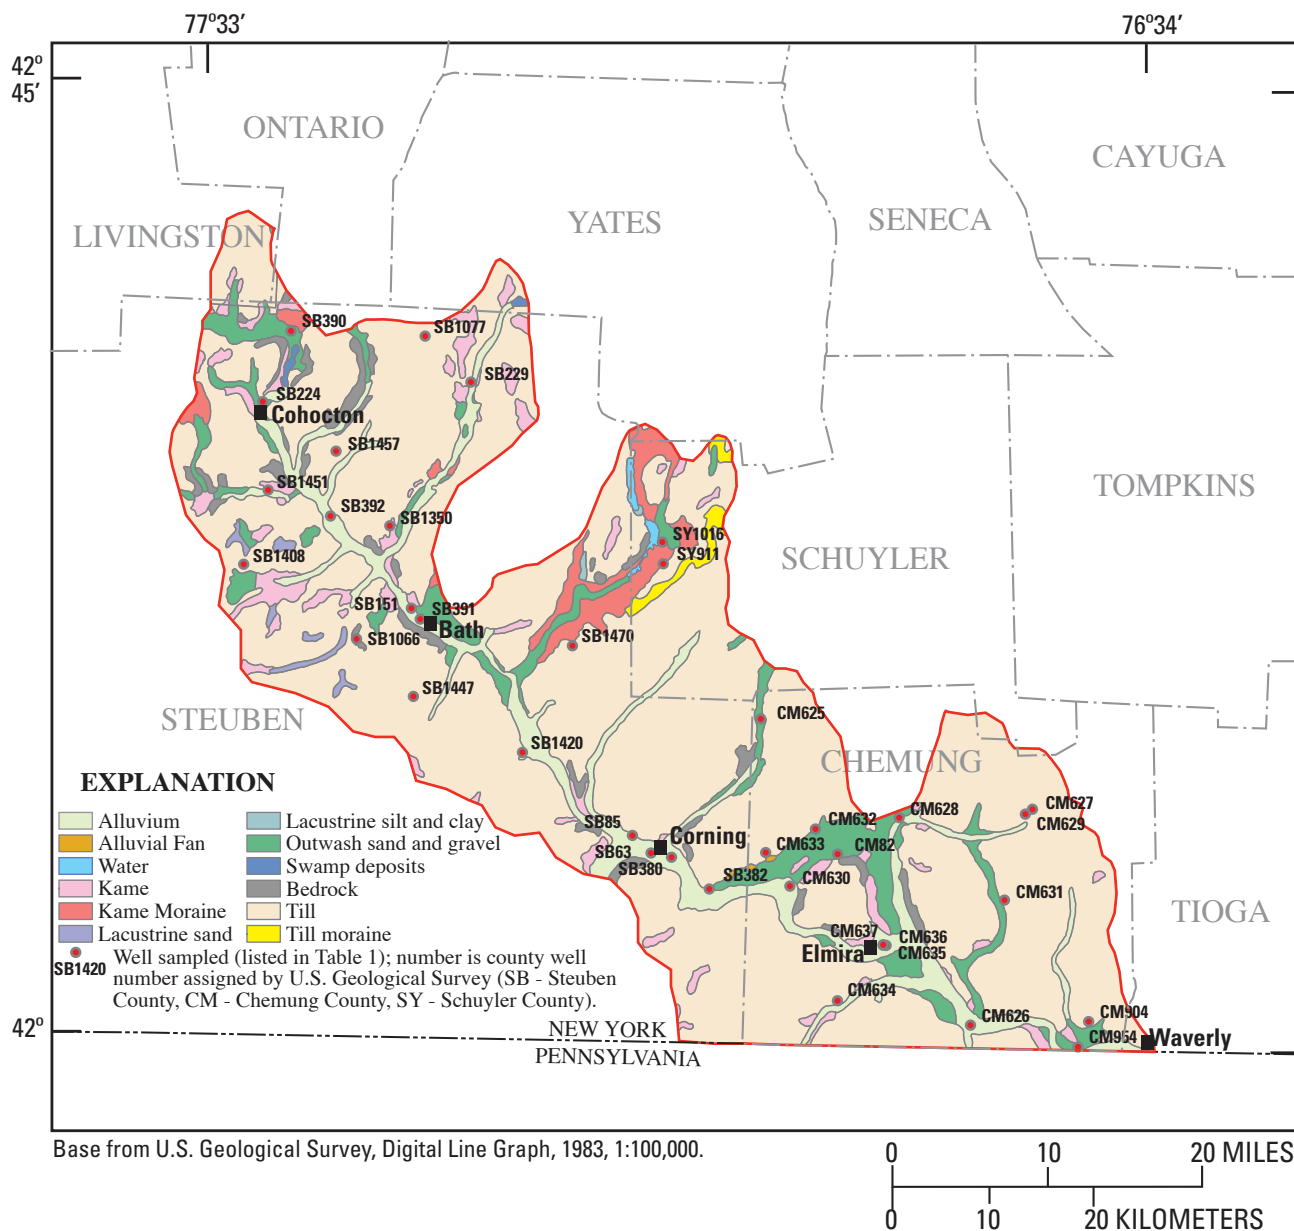 77°33'
76°34'
42°
45'
ONTARIO
CAYUGA
YATES
SENECA
LIVINGSTON
SB390
SB1077
SB229
SB224
Cohocton
SB1457
SB1451
TOMPKINS
SB392
SB1350
SY1016
SB1408
SY911
SCHUYLER
SB151
SB391
Bath
SB1066
SB1470
SB1447
STEUBEN
CM625
SB1420
CHEMUNG
EXPLANATION
Alluvium
Alluvial Fan
Water
Kame
Kame Moraine
Lacustrine sand
Lacustrine silt and clay
Outwash sand and gravel
Swamp deposits
Bedrock
Till
Till moraine
SB1420
Well sampled (listed in Table 1); number is county well
number assigned by U.S. Geological Survey (SB - Steuben
County, CM - Chemung County, SY - Schuyler County).
SB85
Corning
SB63
SB380
SB382
CM632
CM628
CM627
CM629
CM633
CM82
CM630
CM631
TIOGA
CM637
CM636
Elmira
CM635
CM634
CM626
CM904
CM954
Waverly
42°
NEW YORK
PENNSYLVANIA
Base from U.S. Geological Survey, Digital Line Graph, 1983, 1:100,000.
0 10 20 MILES
0 10 20 KILOMETERS